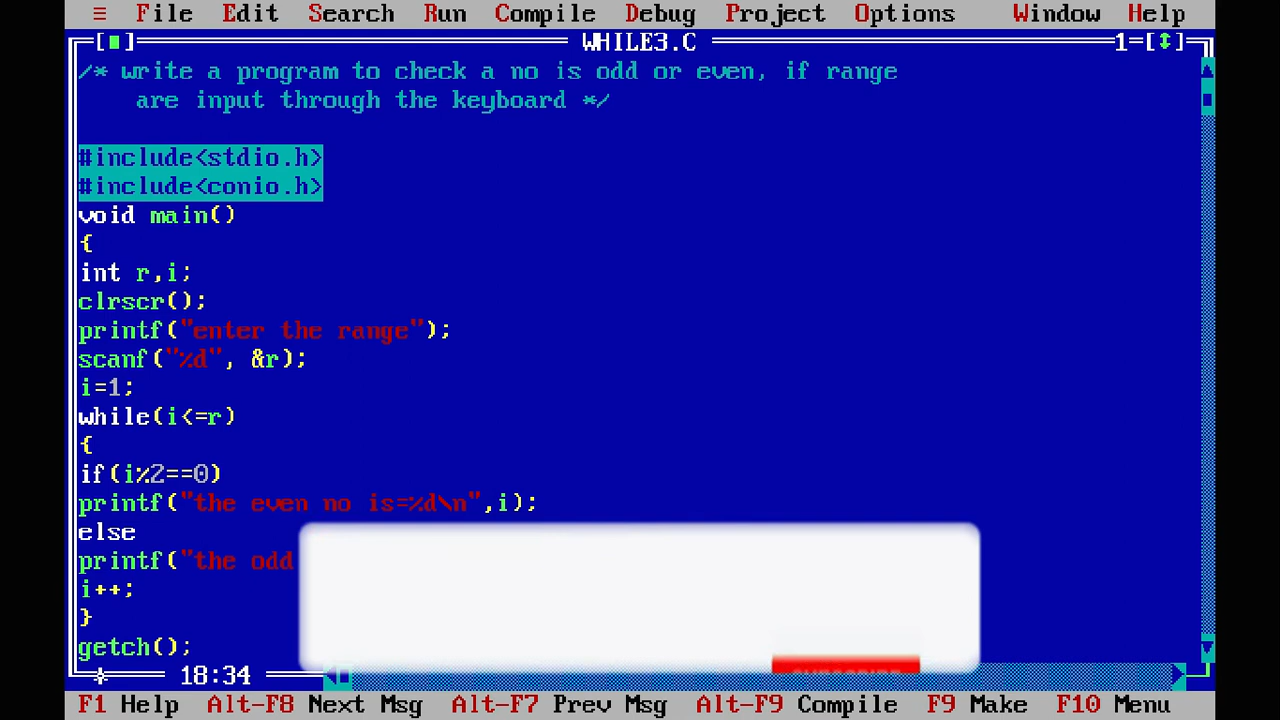 ≡ File Edit Search Run Compile Debug Project Options Window Help
[■] WHILE3.C 1=[↕]
/* write a program to check a no is odd or even, if range
are input through the keyboard */
#include<stdio.h>
#include<conio.h>
void main()
{
int r,i;
clrscr();
printf("enter the range");
scanf("%d", &r);
i=1;
while(i<=r)
{
if(i%2==0)
printf("the even no is=%d\n",i);
else
printf("the odd
i++;
}
getch();
18:34
F1 Help Alt-F8 Next Msg Alt-F7 Prev Msg Alt-F9 Compile F9 Make F10 Menu